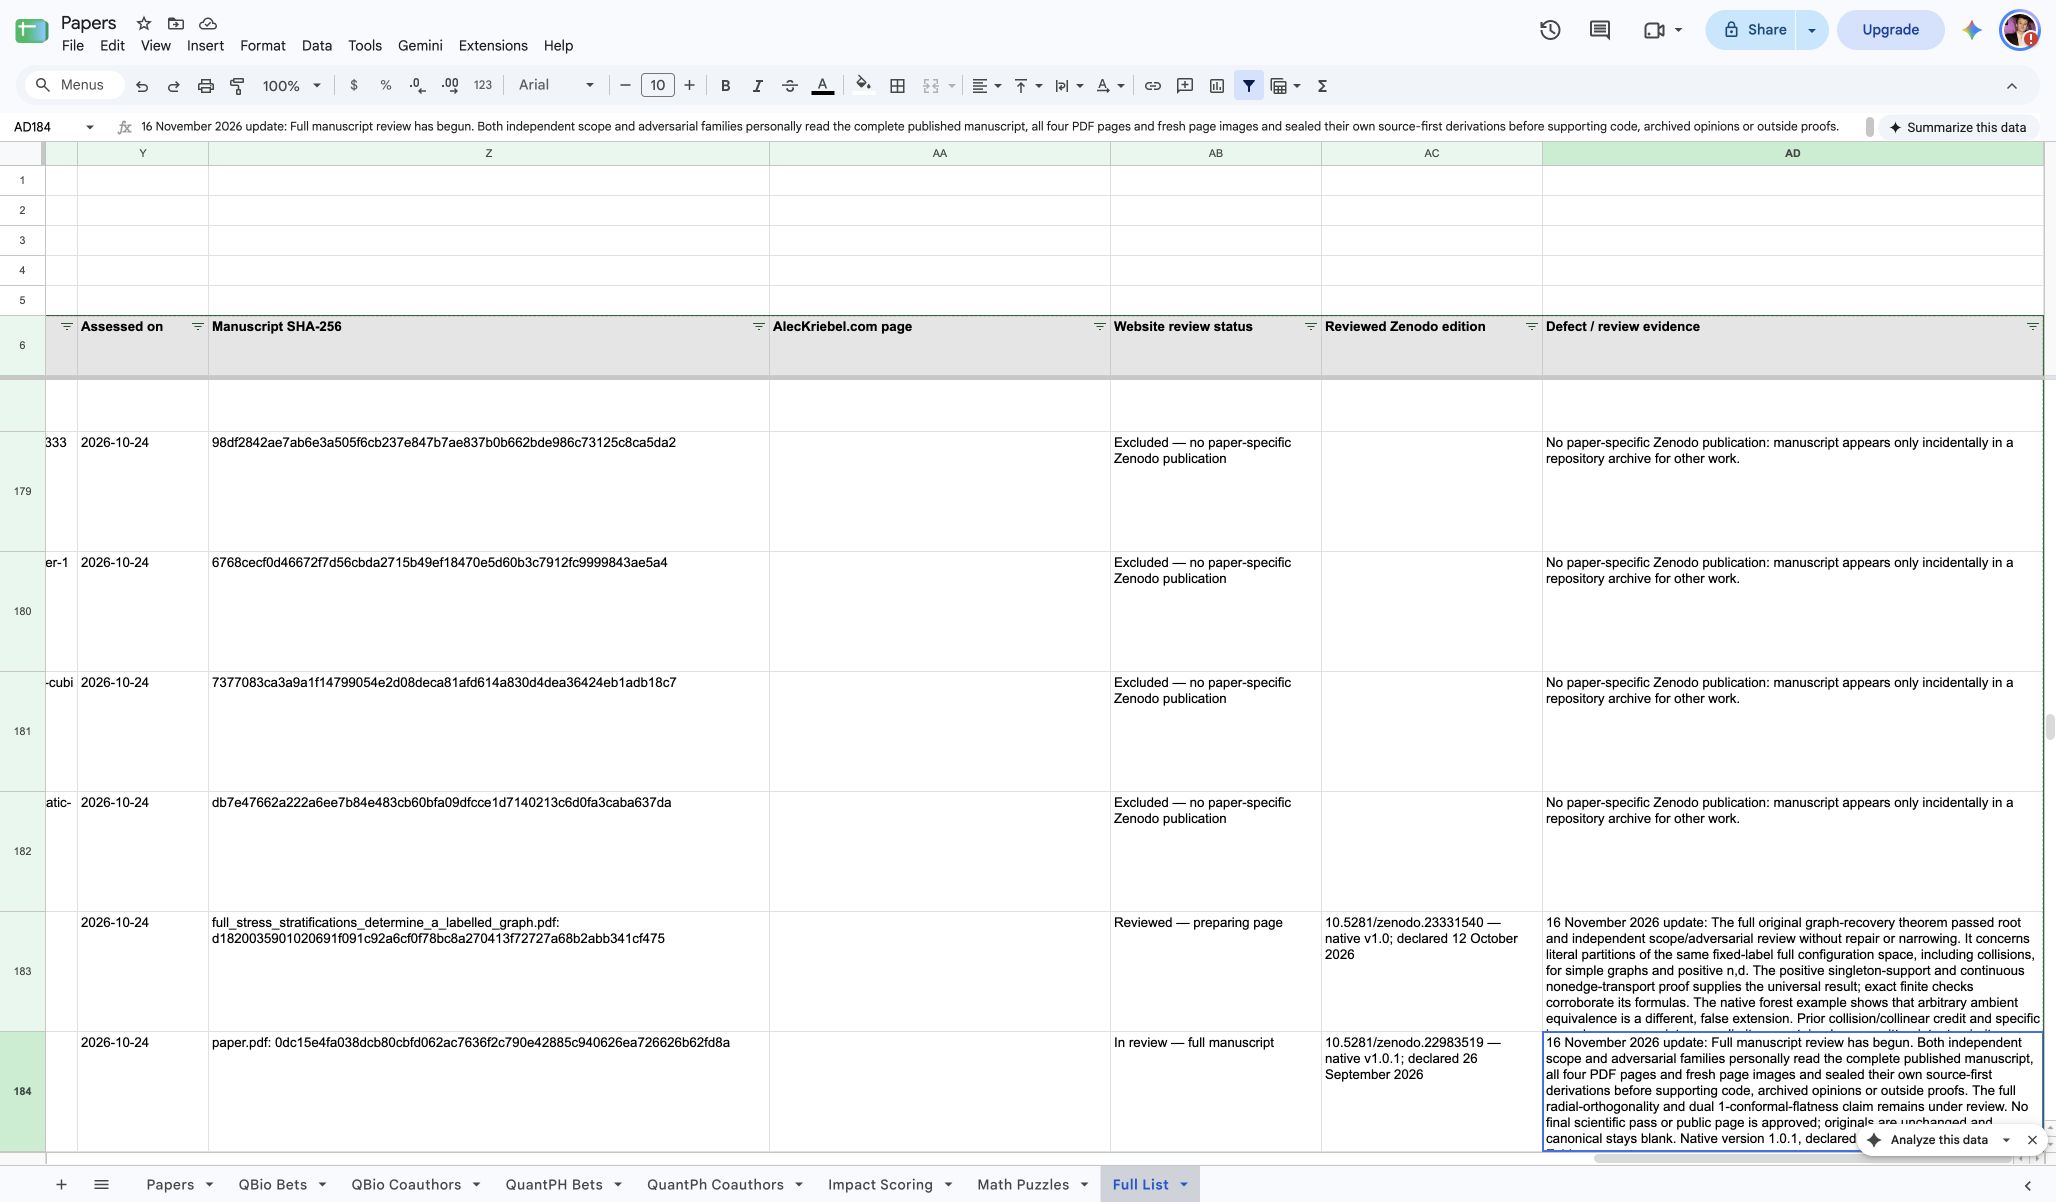 Papers
File Edit View Insert Format Data Tools Gemini Extensions Help
Share
Upgrade
Menus
100%
$ % .0 .00 123
Arial
10
B I A
AD184
fx 16 November 2026 update: Full manuscript review has begun. Both independent scope and adversarial families personally read the complete published manuscript, all four PDF pages and fresh page images and sealed their own source-first derivations before supporting code, archived opinions or outside proofs.
Summarize this data
Y Z AA AB AC AD
1
2
3
4
5
6
Assessed on
Manuscript SHA-256
AlecKriebel.com page
Website review status
Reviewed Zenodo edition
Defect / review evidence
179
333
2026-10-24
98df2842ae7ab6e3a505f6cb237e847b7ae837b0b662bde986c73125c8ca5da2
Excluded — no paper-specific
Zenodo publication
No paper-specific Zenodo publication: manuscript appears only incidentally in a
repository archive for other work.
180
er-1
2026-10-24
6768cecf0d46672f7d56cbda2715b49ef18470e5d60b3c7912fc9999843ae5a4
Excluded — no paper-specific
Zenodo publication
No paper-specific Zenodo publication: manuscript appears only incidentally in a
repository archive for other work.
181
-cubi
2026-10-24
7377083ca3a9a1f14799054e2d08deca81afd614a830d4dea36424eb1adb18c7
Excluded — no paper-specific
Zenodo publication
No paper-specific Zenodo publication: manuscript appears only incidentally in a
repository archive for other work.
182
atic-
2026-10-24
db7e47662a222a6ee7b84e483cb60bfa09dfcce1d7140213c6d0fa3caba637da
Excluded — no paper-specific
Zenodo publication
No paper-specific Zenodo publication: manuscript appears only incidentally in a
repository archive for other work.
183
2026-10-24
full_stress_stratifications_determine_a_labelled_graph.pdf:
d1820035901020691f091c92a6cf0f78bc8a270413f72727a68b2abb341cf475
Reviewed — preparing page
10.5281/zenodo.23331540 —
native v1.0; declared 12 October
2026
16 November 2026 update: The full original graph-recovery theorem passed root
and independent scope/adversarial review without repair or narrowing. It concerns
literal partitions of the same fixed-label full configuration space, including collisions,
for simple graphs and positive n,d. The positive singleton-support and continuous
nonedge-transport proof supplies the universal result; exact finite checks
corroborate its formulas. The native forest example shows that arbitrary ambient
equivalence is a different, false extension. Prior collision/collinear credit and specific
184
2026-10-24
paper.pdf: 0dc15e4fa038dcb80cbfd062ac7636f2c790e42885c940626ea726626b62fd8a
In review — full manuscript
10.5281/zenodo.22983519 —
native v1.0.1; declared 26
September 2026
16 November 2026 update: Full manuscript review has begun. Both independent
scope and adversarial families personally read the complete published manuscript,
all four PDF pages and fresh page images and sealed their own source-first
derivations before supporting code, archived opinions or outside proofs. The full
radial-orthogonality and dual 1-conformal-flatness claim remains under review. No
final scientific pass or public page is approved; originals are unchanged and
canonical stays blank. Native version 1.0.1, declared
Analyze this data
Papers
QBio Bets
QBio Coauthors
QuantPH Bets
QuantPh Coauthors
Impact Scoring
Math Puzzles
Full List